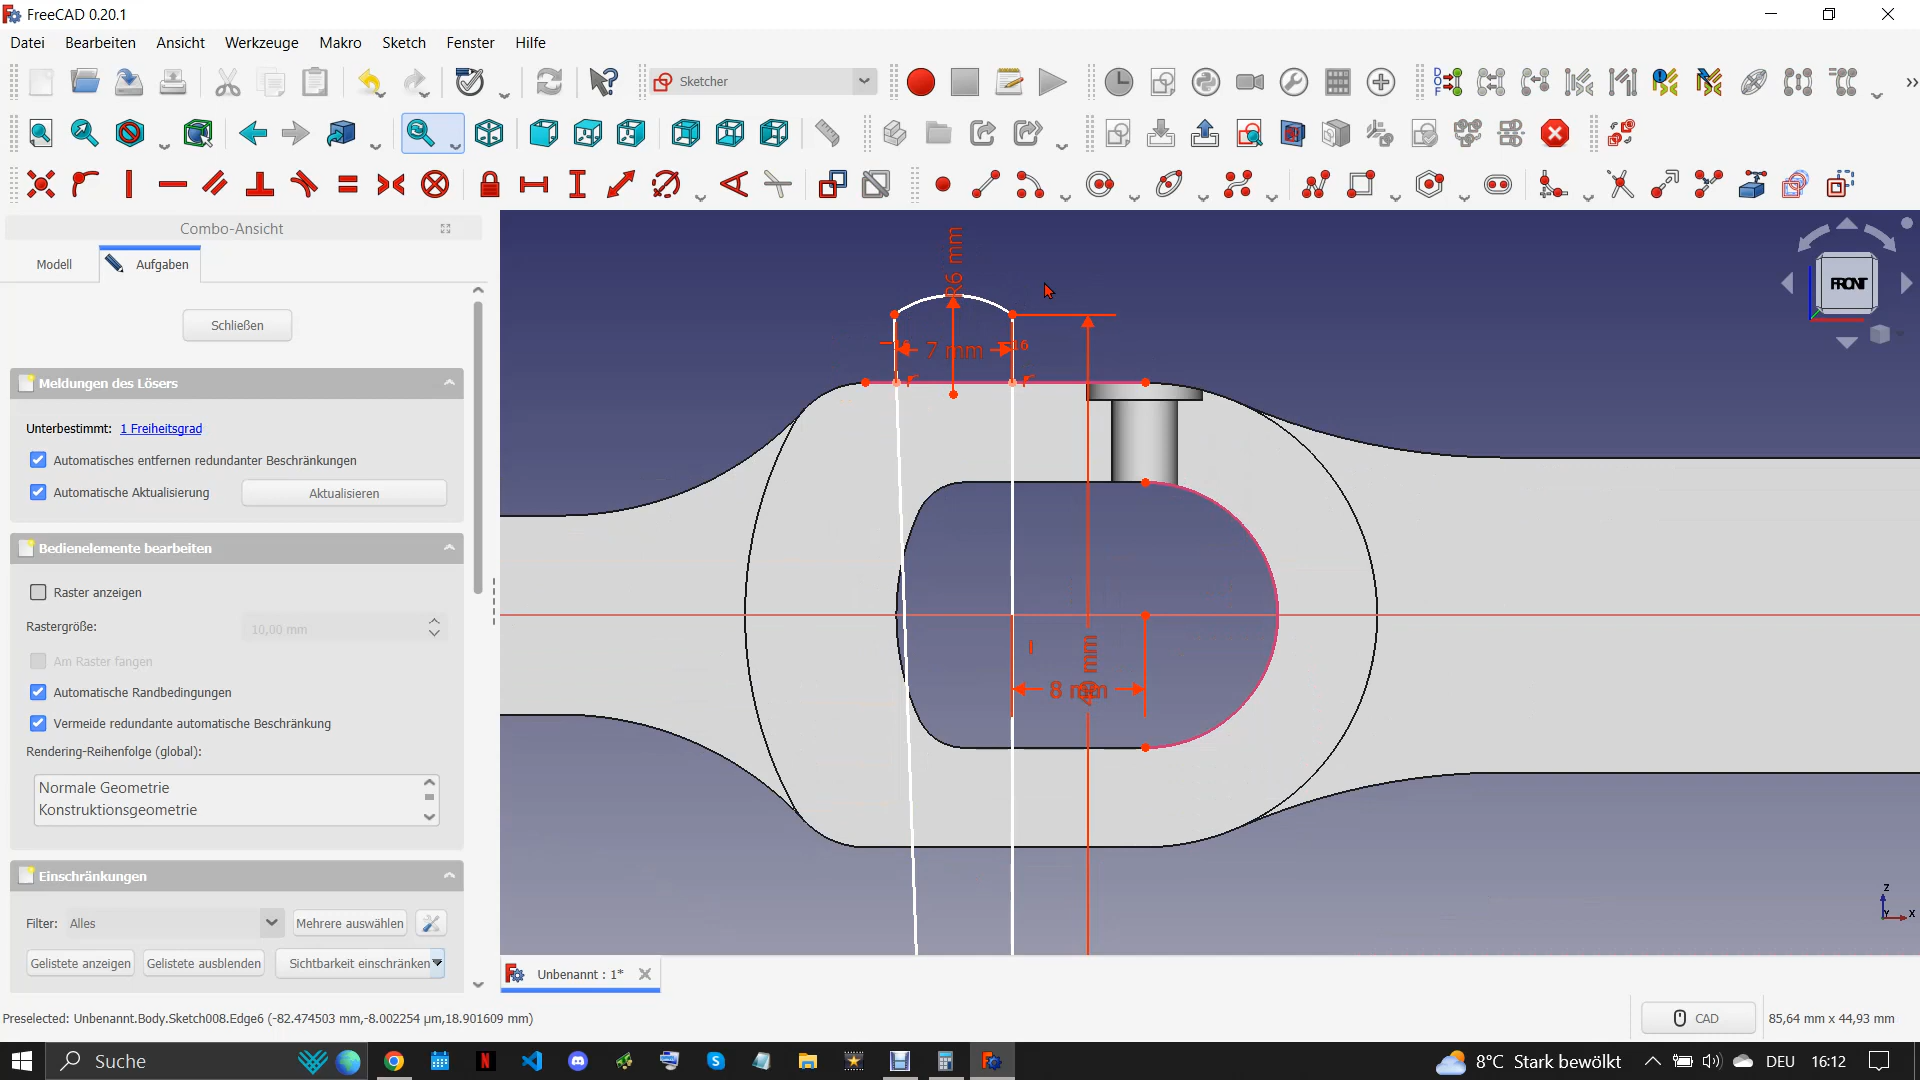 FreeCAD 0.20.1
Datei Bearbeiten Ansicht Werkzeuge Makro Sketch Fenster Hilfe
Sketcher
Combo-Ansicht
Modell Aufgaben
Schließen
Meldungen des Lösers
Unterbestimmt: 1 Freiheitsgrad
Automatisches entfernen redundanter Beschränkungen
Automatische Aktualisierung Aktualisieren
Bedienelemente bearbeiten
Raster anzeigen
Rastergröße: 10,00 mm
Am Raster fangen
Automatische Randbedingungen
Vermeide redundante automatische Beschränkung
Rendering-Reihenfolge (global):
Normale Geometrie
Konstruktionsgeometrie
Einschränkungen
Filter: Alles Mehrere auswählen
Gelistete anzeigen Gelistete ausblenden Sichtbarkeit einschränken
R6 mm
7 mm
16
8 mm
FRONT
Z
Y X
Unbenannt : 1*
Preselected: Unbenannt.Body.Sketch008.Edge6 (-82.474503 mm,-8.002254 µm,18.901609 mm)
CAD 85,64 mm x 44,93 mm
Suche
8°C Stark bewölkt DEU 16:12